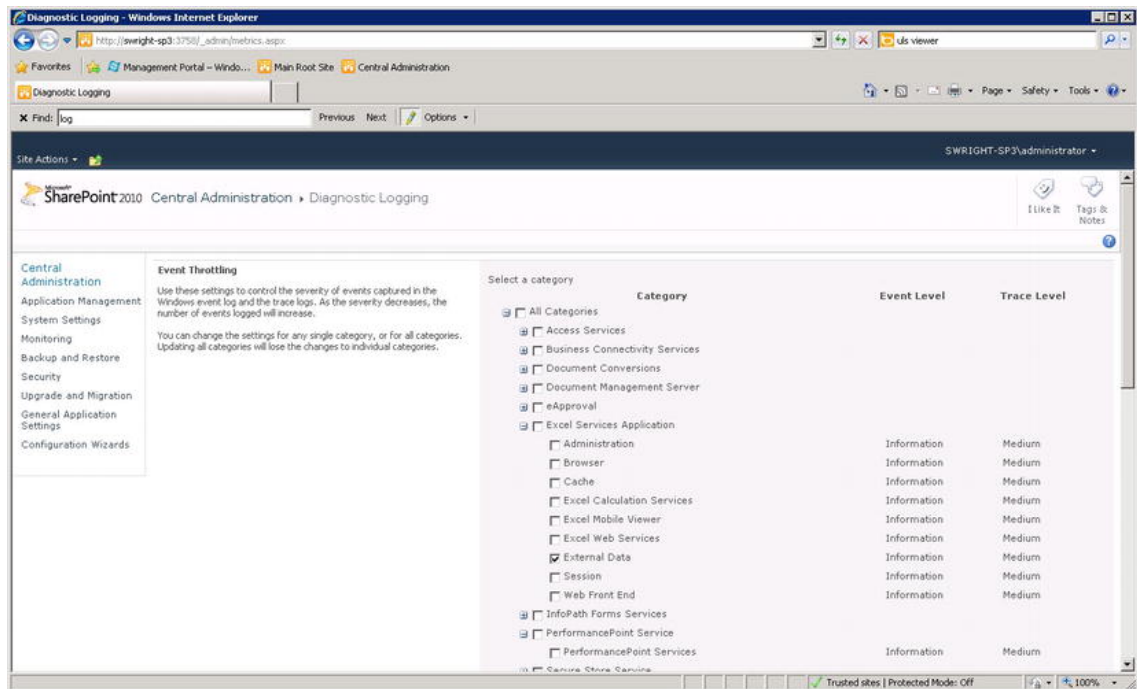 Diagnostic Logging - Windows Internet Explorer
http://swright-sp3:3750/_admin/metrics.aspx
uls viewer
Favorites Management Portal – Windo... Main Root Site Central Administration
Diagnostic Logging
Page Safety Tools
X Find: log Previous Next Options
Site Actions
SWRIGHT-SP3\administrator
Microsoft
SharePoint 2010 Central Administration Diagnostic Logging
I Like It
Tags &
Notes
Central
Administration
Application Management
System Settings
Monitoring
Backup and Restore
Security
Upgrade and Migration
General Application
Settings
Configuration Wizards
Event Throttling
Use these settings to control the severity of events captured in the
Windows event log and the trace logs. As the severity decreases, the
number of events logged will increase.
You can change the settings for any single category, or for all categories.
Updating all categories will lose the changes to individual categories.
Select a category
Category Event Level Trace Level
All Categories
Access Services
Business Connectivity Services
Document Conversions
Document Management Server
eApproval
Excel Services Application
Administration Information Medium
Browser Information Medium
Cache Information Medium
Excel Calculation Services Information Medium
Excel Mobile Viewer Information Medium
Excel Web Services Information Medium
External Data Information Medium
Session Information Medium
Web Front End Information Medium
InfoPath Forms Services
PerformancePoint Service
PerformancePoint Services Information Medium
Secure Store Service
Trusted sites | Protected Mode: Off
100%